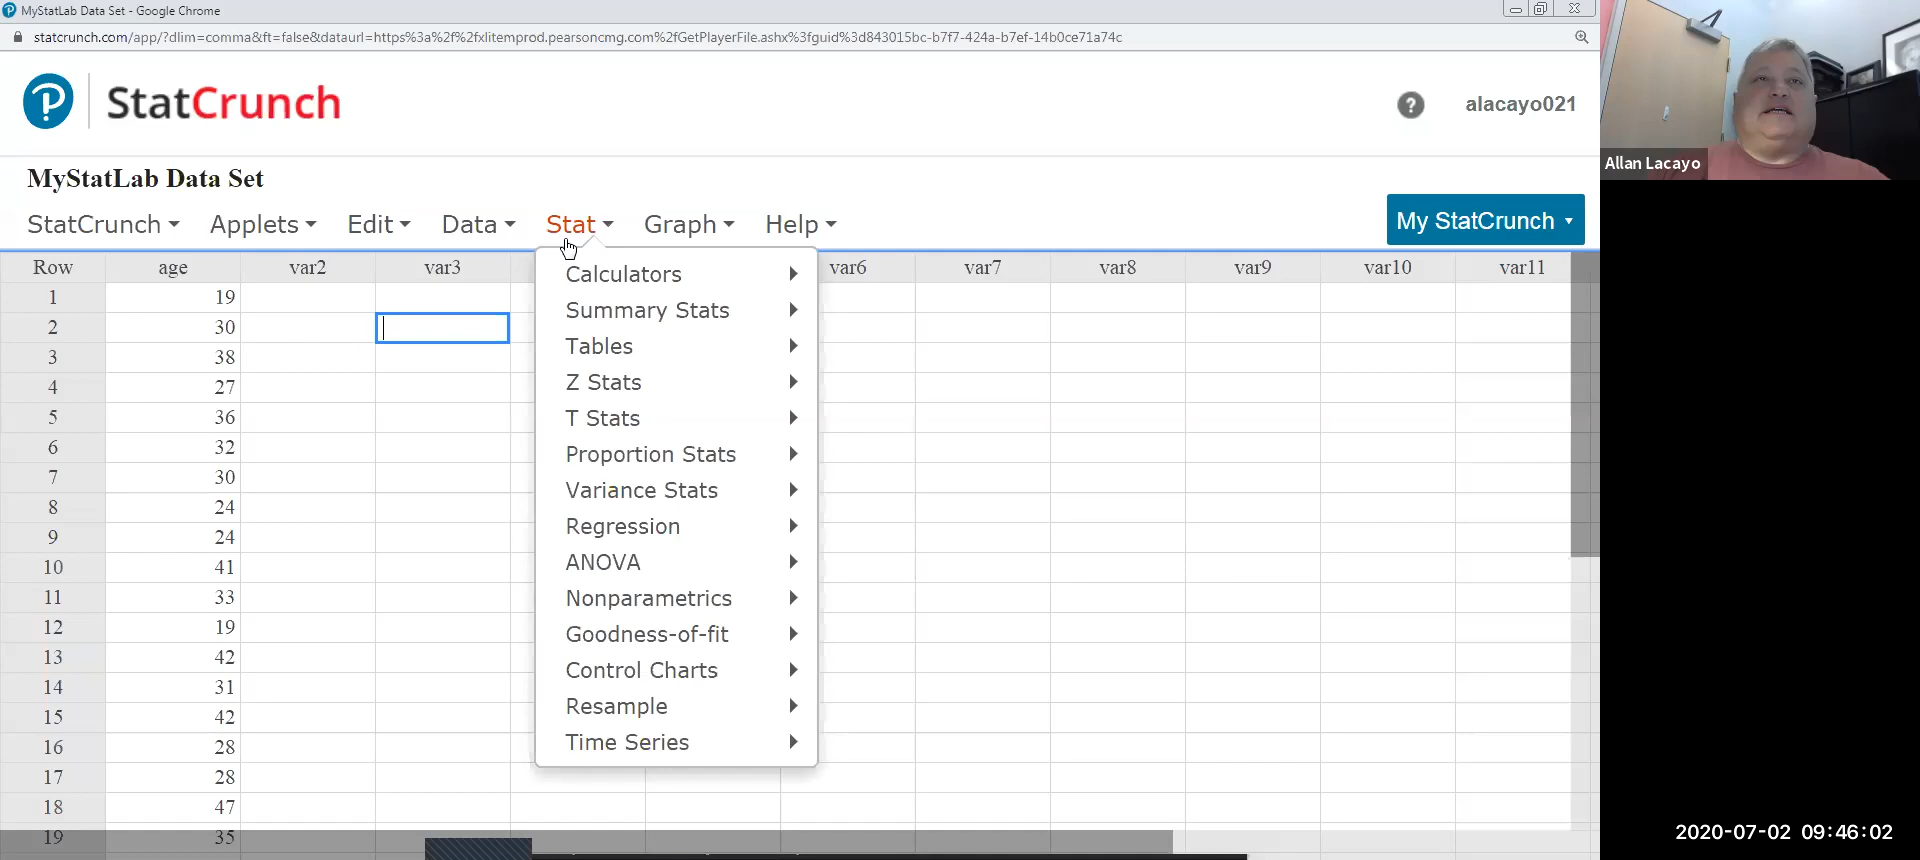 MyStatLab Data Set - Google Chrome
statcrunch.com/app/?dlim=comma&ft=false&dataurl=https%3a%2f%2fxlitemprod.pearsoncmg.com%2fGetPlayerFile.ashx%3fguid%3d843015bc-b7f7-424a-b7ef-14b0ce71a74c
P StatCrunch ? alacayo021
Allan Lacayo
MyStatLab Data Set
StatCrunch Applets Edit Data Stat Graph Help My StatCrunch
Row age var2 var3 var6 var7 var8 var9 var10 var11
1 19
2 30
3 38
4 27
5 36
6 32
7 30
8 24
9 24
10 41
11 33
12 19
13 42
14 31
15 42
16 28
17 28
18 47
19 35
Calculators
Summary Stats
Tables
Z Stats
T Stats
Proportion Stats
Variance Stats
Regression
ANOVA
Nonparametrics
Goodness-of-fit
Control Charts
Resample
Time Series
2020-07-02 09:46:02